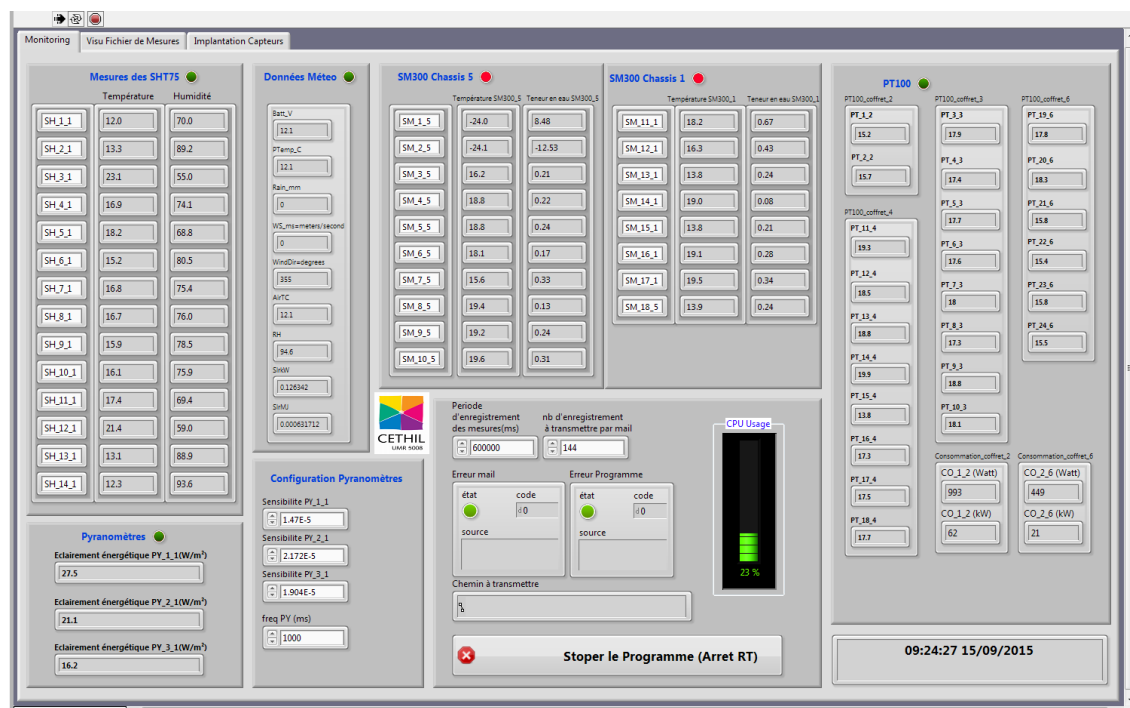 Monitoring Visu Fichier de Mesures Implantation Capteurs
Mesures des SHT75
Température Humidité
SH_1_1 12.0 70.0
SH_2_1 13.3 89.2
SH_3_1 23.1 55.0
SH_4_1 16.9 74.1
SH_5_1 18.2 68.8
SH_6_1 15.2 80.5
SH_7_1 16.8 75.4
SH_8_1 16.7 76.0
SH_9_1 15.9 78.5
SH_10_1 16.1 75.9
SH_11_1 17.4 69.4
SH_12_1 21.4 59.0
SH_13_1 13.1 88.9
SH_14_1 12.3 93.6
Pyranomètres
Eclairement énergétique PY_1_1(W/m²)
27.5
Eclairement énergétique PY_2_1(W/m²)
21.1
Eclairement énergétique PY_3_1(W/m²)
16.2
Données Méteo
Batt_V
12.1
PTemp_C
12.1
Rain_mm
0
WS_ms=meters/second
0
WindDir=degrees
355
AirTC
12.1
RH
94.6
SlrkW
0.126342
SlrMJ
0.000631712
Configuration Pyranomètres
Sensibilite PY_1_1
1.47E-5
Sensibilite PY_2_1
2.172E-5
Sensibilite PY_3_1
1.904E-5
freq PY (ms)
1000
SM300 Chassis 5
Température SM300_5 Teneur en eau SM300_5
SM_1_5 -24.0 8.48
SM_2_5 -24.1 -12.53
SM_3_5 16.2 0.21
SM_4_5 18.8 0.22
SM_5_5 18.8 0.24
SM_6_5 18.1 0.17
SM_7_5 15.6 0.33
SM_8_5 19.4 0.13
SM_9_5 19.2 0.24
SM_10_5 19.6 0.31
SM300 Chassis 1
Température SM300_1 Teneur en eau SM300_1
SM_11_1 18.2 0.67
SM_12_1 16.3 0.43
SM_13_1 13.8 0.24
SM_14_1 19.0 0.08
SM_15_1 13.8 0.21
SM_16_1 19.1 0.28
SM_17_1 19.5 0.34
SM_18_5 13.9 0.24
CETHIL
UMR 5008
Periode
d'enregistrement
des mesures(ms)
600000
nb d'enregistrement
à transmettre par mail
144
Erreur mail
état code
d 0
source
Erreur Programme
état code
d 0
source
Chemin à transmettre
CPU Usage
23 %
Stoper le Programme (Arret RT)
PT100
PT100_coffret_2
PT_1_2
15.2
PT_2_2
15.7
PT100_coffret_4
PT_11_4
19.3
PT_12_4
18.5
PT_13_4
18.8
PT_14_4
19.9
PT_15_4
13.8
PT_16_4
17.3
PT_17_4
17.5
PT_18_4
17.7
PT100_coffret_3
PT_3_3
17.9
PT_4_3
17.4
PT_5_3
17.7
PT_6_3
17.6
PT_7_3
18
PT_8_3
17.3
PT_9_3
18.8
PT_10_3
18.1
PT100_coffret_6
PT_19_6
17.8
PT_20_6
18.3
PT_21_6
15.8
PT_22_6
15.4
PT_23_6
15.8
PT_24_6
15.5
Consommation_coffret_2
CO_1_2 (Watt)
993
CO_1_2 (kW)
62
Consommation_coffret_6
CO_2_6 (Watt)
449
CO_2_6 (kW)
21
09:24:27 15/09/2015